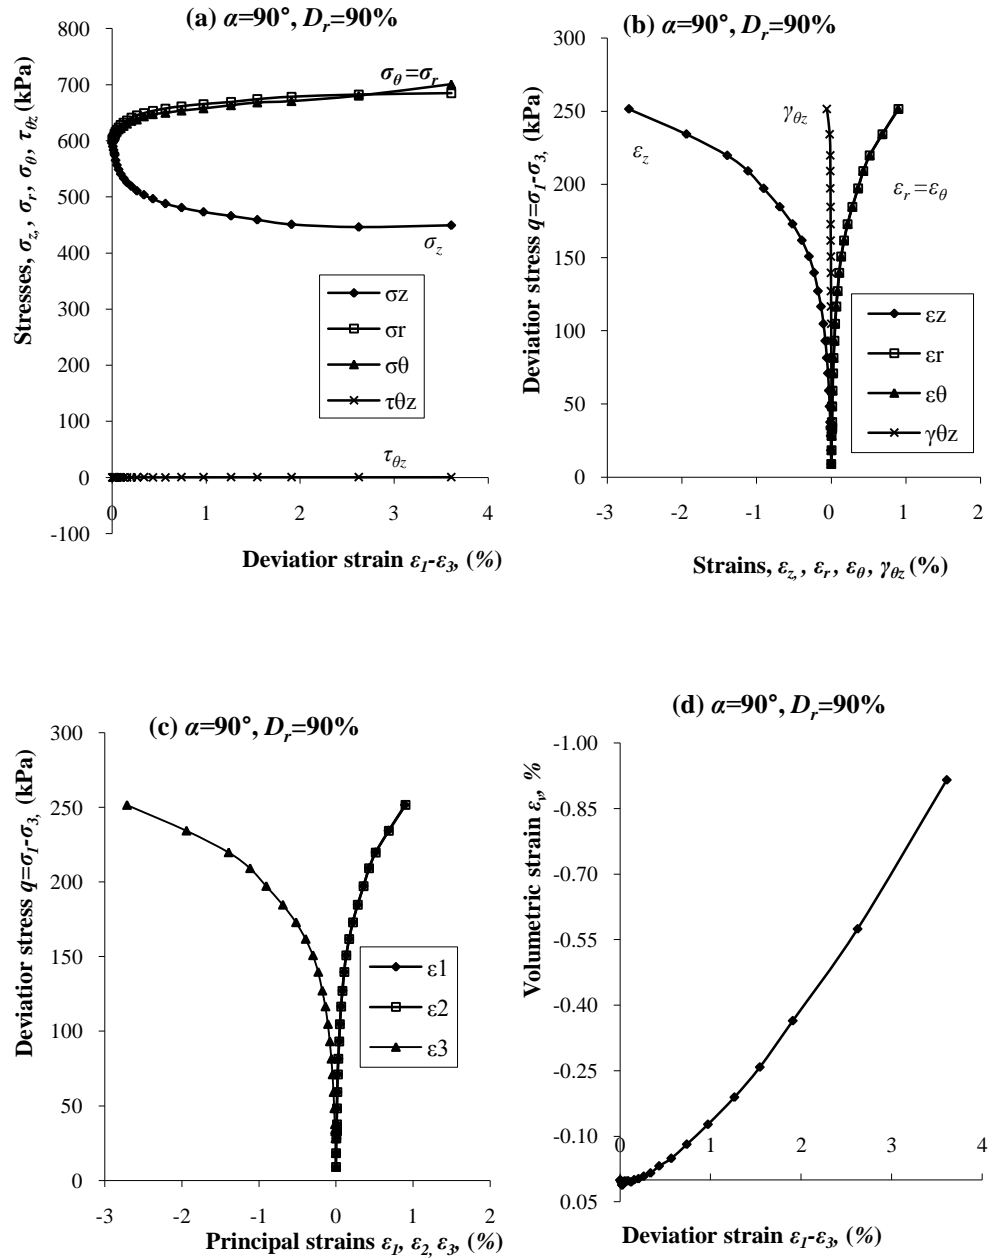 (a) α=90°, Dr=90%
Stresses, σz, , σr, σθ, τθz (kPa)
800
700
600
500
400
300
200
100
0
-100
σθ=σr
σz
σz
σr
σθ
τθz
τθz
0
1
2
3
4
Deviatior strain ε1-ε3, (%)
(b) α=90°, Dr=90%
Deviatior stress q=σ1-σ3, (kPa)
300
250
200
150
100
50
0
γθz
εz
εr=εθ
εz
εr
εθ
γθz
-3
-2
-1
0
1
2
Strains, εz, , εr, εθ, γθz (%)
(c) α=90°, Dr=90%
Deviatior stress q=σ1-σ3, (kPa)
300
250
200
150
100
50
0
ε1
ε2
ε3
-3
-2
-1
0
1
2
Principal strains ε1, ε2, ε3, (%)
(d) α=90°, Dr=90%
Volumetric strain εv, %
-1.00
-0.85
-0.70
-0.55
-0.40
-0.25
-0.10
0.05
0
1
2
3
4
Deviatior strain ε1-ε3, (%)